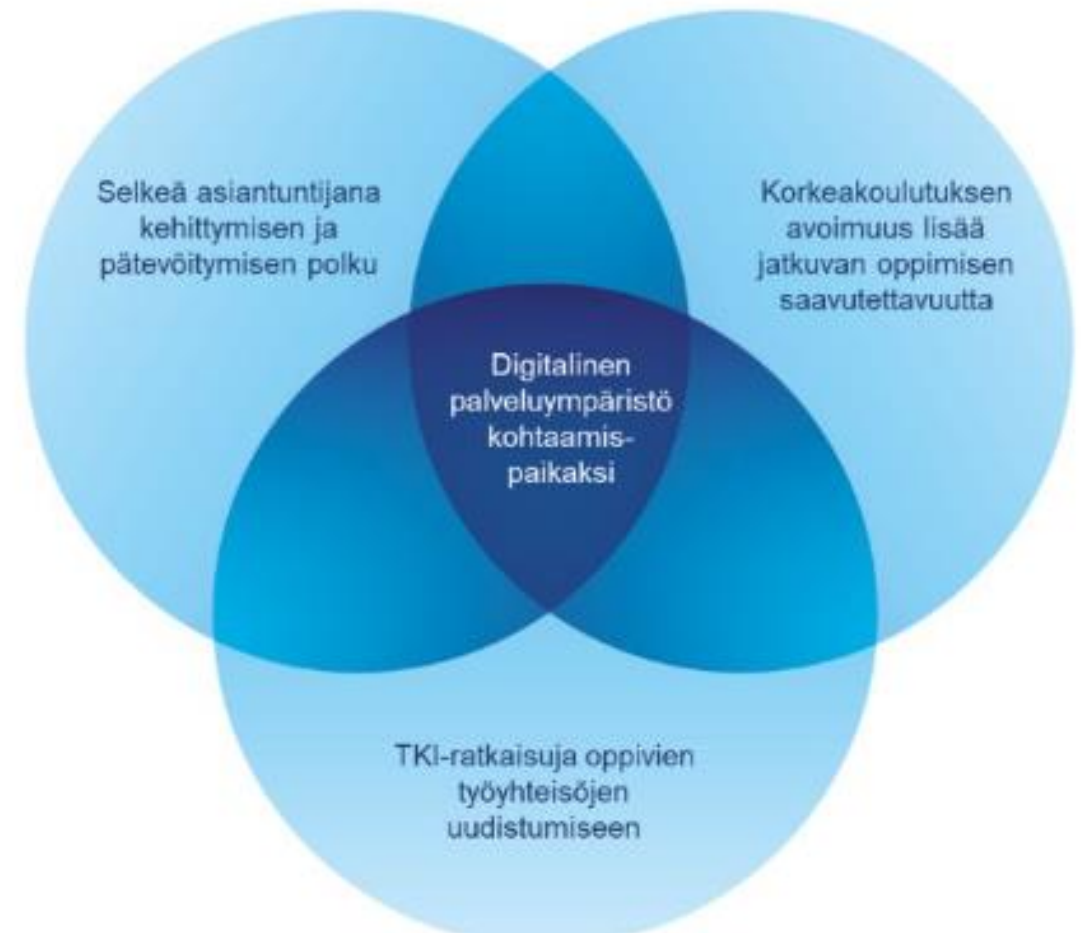 Selkeä asiantuntijana
kehittymisen ja
pätevöitymisen polku
Korkeakoulutuksen
avoimuus lisää
jatkuvan oppimisen
saavutettavuutta
Digitalinen
palveluympäristö
kohtaamis-
paikaksi
TKI-ratkaisuja oppivien
työyhteisöjen
uudistumiseen